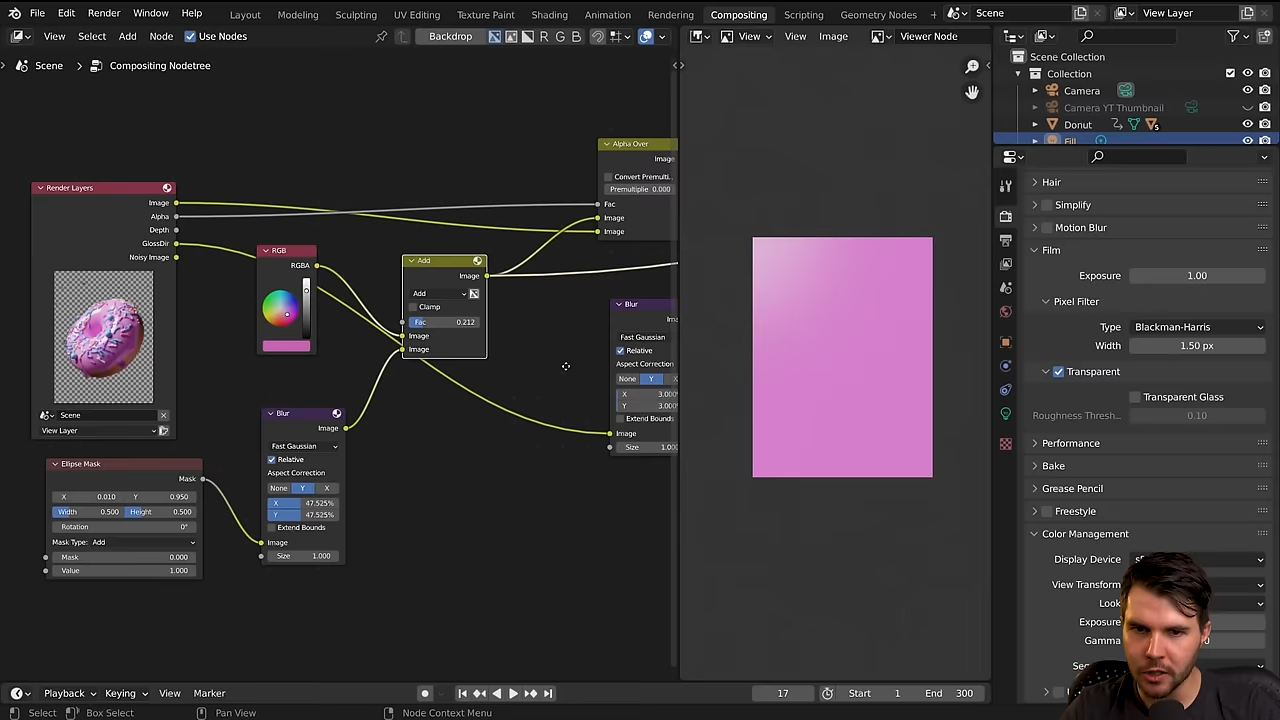 File Edit Render Window Help Layout Modeling Sculpting UV Editing Texture Paint Shading Animation Rendering Compositing Scripting Geometry Nodes + Scene View Layer
View Select Add Node Use Nodes Backdrop R G B View View Image Viewer Node
Scene > Compositing Nodetree
Scene Collection
Collection
Camera
Camera YT Thumbnail
Donut
Fill
Render Layers
Image
Alpha
Depth
GlossDir
Noisy Image
Scene
View Layer
RGB
RGBA
Add
Image
Add
Clamp
Fac 0.212
Image
Image
Alpha Over
Image
Convert Premulti..
Premultiplie 0.000
Fac
Image
Image
Blur
Fast Gaussian
Relative
Aspect Correction
None Y X
X 3.000
Y 3.000
Extend Bounds
Image
Size
Ellipse Mask
Mask
X 0.010 Y 0.950
Width 0.500 Height 0.500
Rotation 0°
Mask Type: Add
Mask 0.000
Value 1.000
Blur
Image
Fast Gaussian
Relative
Aspect Correction
None Y X
X 47.525%
Y 47.525%
Extend Bounds
Image
Size 1.000
Hair
Simplify
Motion Blur
Film
Exposure 1.00
Pixel Filter
Type Blackman-Harris
Width 1.50 px
Transparent
Transparent Glass
Roughness Thresh.. 0.10
Performance
Bake
Grease Pencil
Freestyle
Color Management
Display Device
View Transform
Look
Exposure
Gamma
Playback Keying View Marker 17 Start 1 End 300
Select Box Select Pan View Node Context Menu